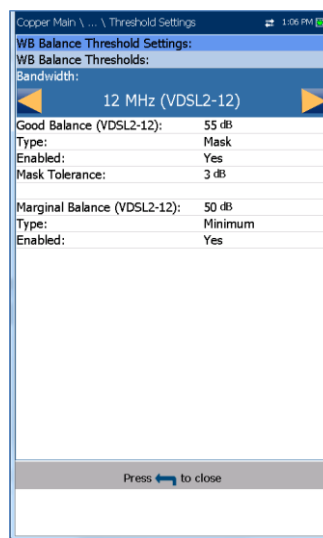 Copper Main \ ... \ Threshold Settings 1:06 PM
WB Balance Threshold Settings:
WB Balance Thresholds:
Bandwidth:
12 MHz (VDSL2-12)
Good Balance (VDSL2-12): 55 dB
Type: Mask
Enabled: Yes
Mask Tolerance: 3 dB
Marginal Balance (VDSL2-12): 50 dB
Type: Minimum
Enabled: Yes
Press to close